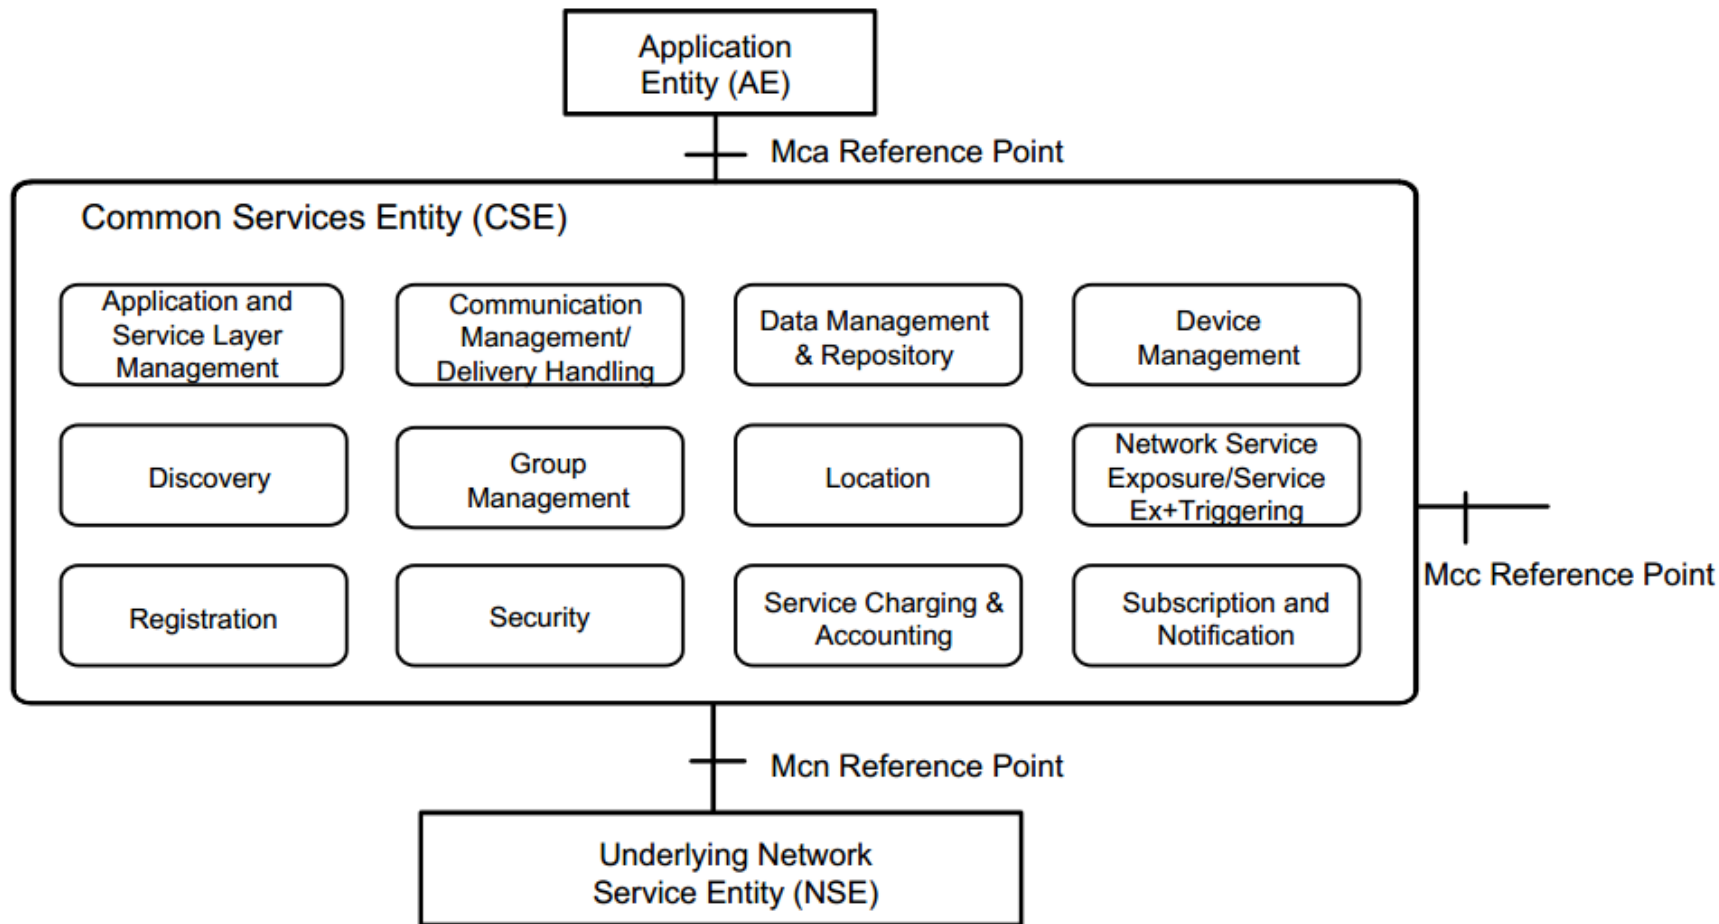 Application
Entity (AE)
Mca Reference Point
Common Services Entity (CSE)
Application and
Service Layer
Management
Communication
Management/
Delivery Handling
Data Management
& Repository
Device
Management
Discovery
Group
Management
Location
Network Service
Exposure/Service
Ex+Triggering
Mcc Reference Point
Registration
Security
Service Charging &
Accounting
Subscription and
Notification
Mcn Reference Point
Underlying Network
Service Entity (NSE)